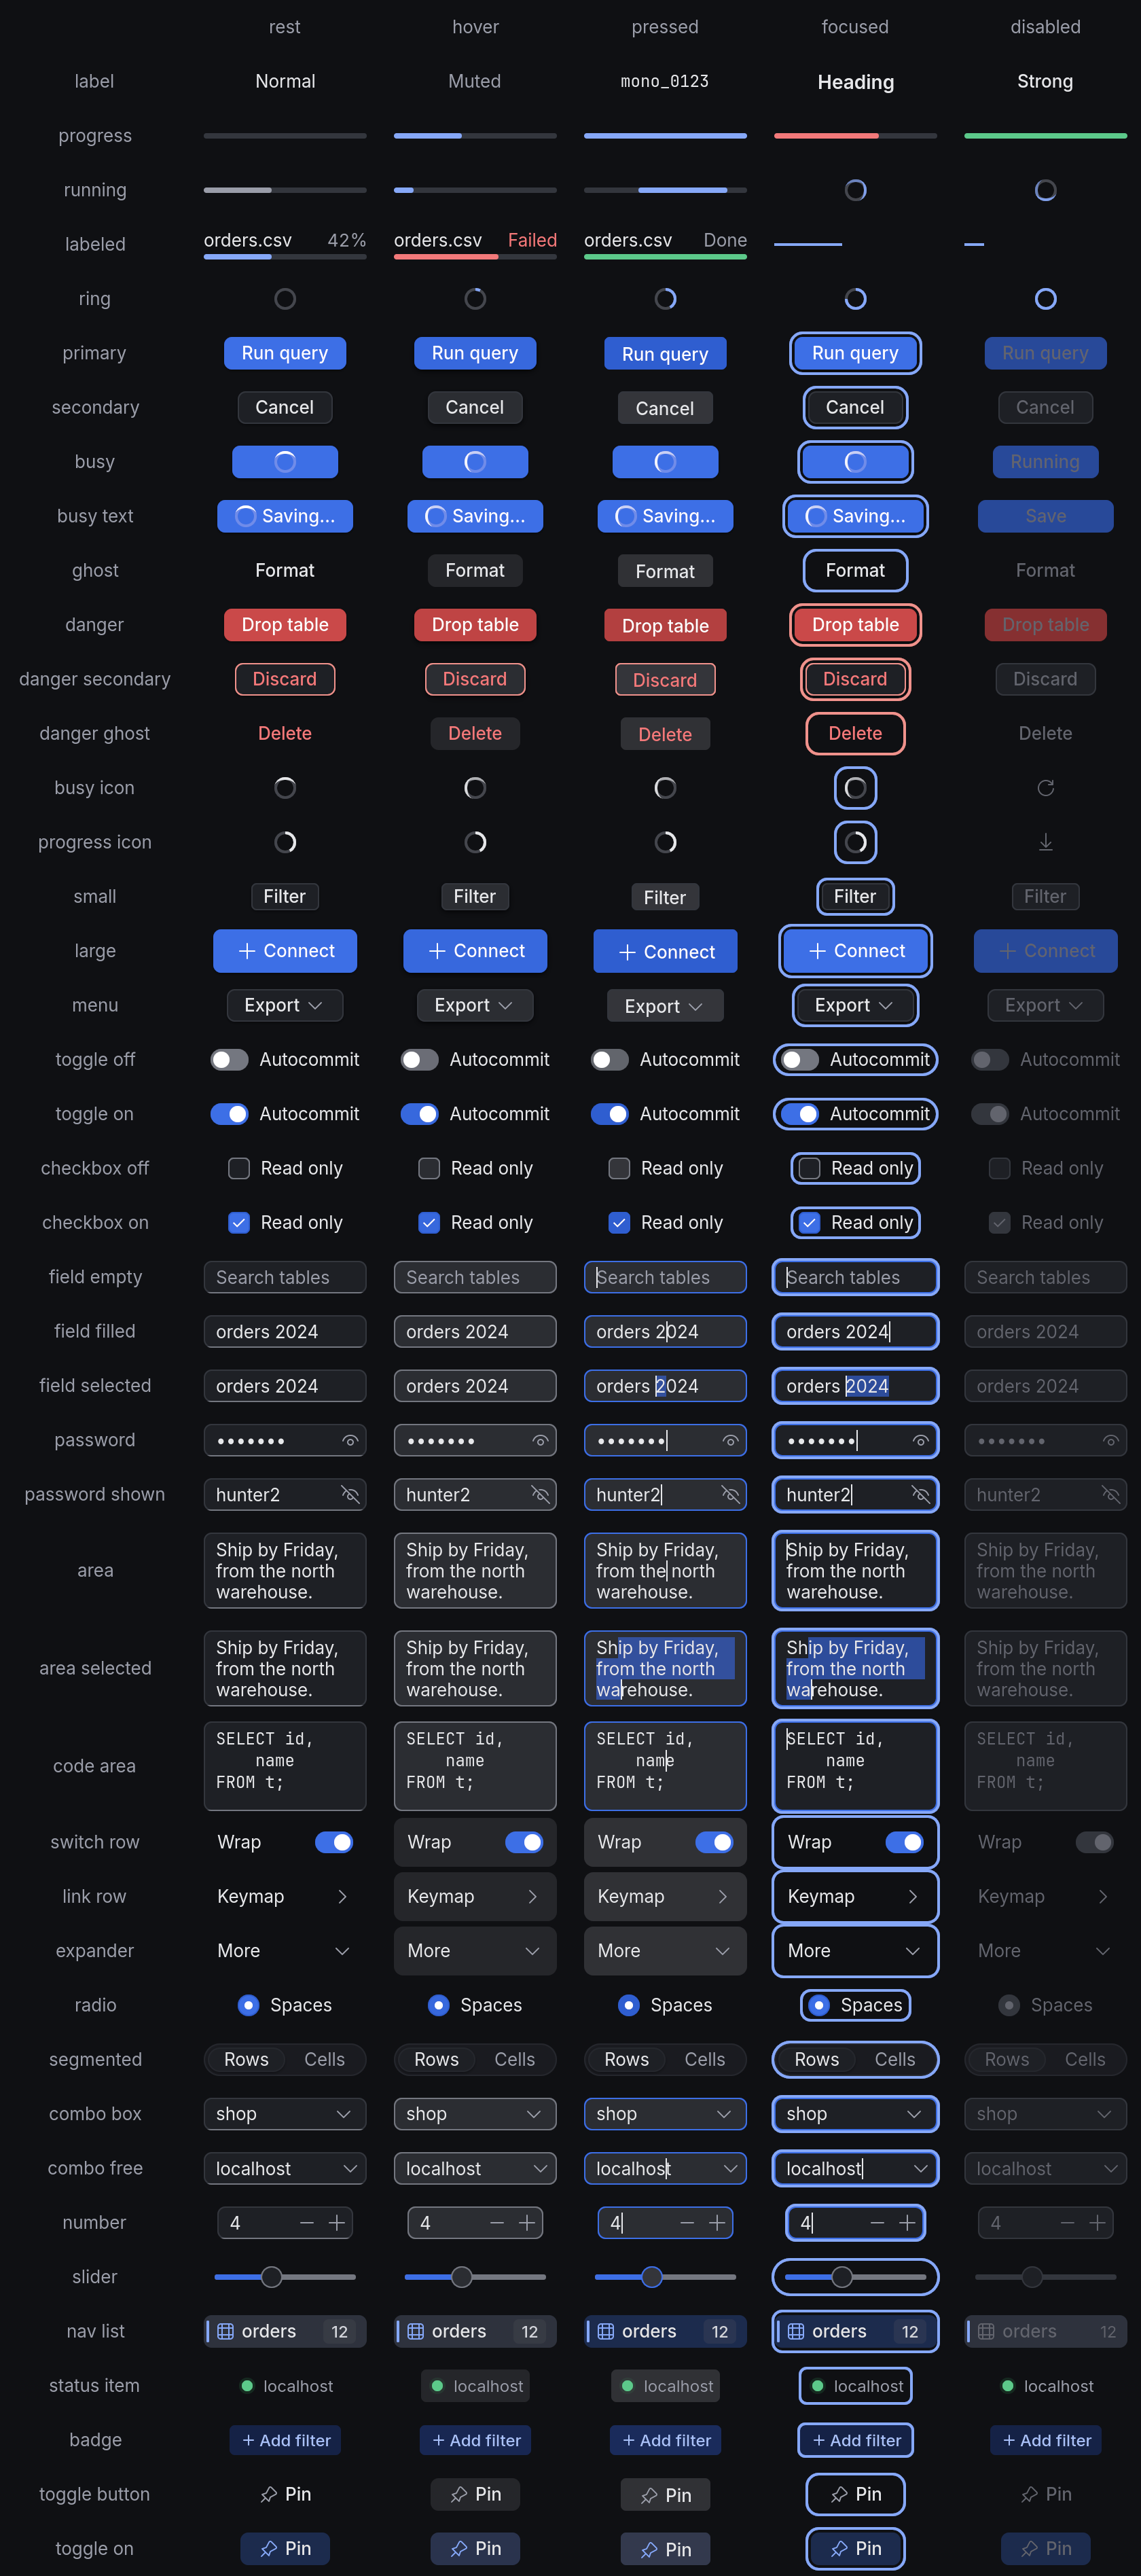 rest hover pressed focused disabled
label Normal Muted mono_0123 Heading Strong
progress
running
labeled orders.csv 42% orders.csv Failed orders.csv Done
ring
primary Run query Run query Run query Run query Run query
secondary Cancel Cancel Cancel Cancel Cancel
busy Running
busy text Saving... Saving... Saving... Saving... Save
ghost Format Format Format Format Format
danger Drop table Drop table Drop table Drop table Drop table
danger secondary Discard Discard Discard Discard Discard
danger ghost Delete Delete Delete Delete Delete
busy icon
progress icon
small Filter Filter Filter Filter Filter
large + Connect + Connect + Connect + Connect + Connect
menu Export Export Export Export Export
toggle off Autocommit Autocommit Autocommit Autocommit Autocommit
toggle on Autocommit Autocommit Autocommit Autocommit Autocommit
checkbox off Read only Read only Read only Read only Read only
checkbox on Read only Read only Read only Read only Read only
field empty Search tables Search tables Search tables Search tables Search tables
field filled orders 2024 orders 2024 orders 2024 orders 2024 orders 2024
field selected orders 2024 orders 2024 orders 2024 orders 2024 orders 2024
password ••••••• ••••••• ••••••• ••••••• •••••••
password shown hunter2 hunter2 hunter2 hunter2 hunter2
Ship by Friday, Ship by Friday, Ship by Friday, Ship by Friday, Ship by Friday,
area from the north from the north from the north from the north from the north
warehouse. warehouse. warehouse. warehouse. warehouse.
Ship by Friday, Ship by Friday, Ship by Friday, Ship by Friday, Ship by Friday,
area selected from the north from the north from the north from the north from the north
warehouse. warehouse. warehouse. warehouse. warehouse.
SELECT id, SELECT id, SELECT id, SELECT id, SELECT id,
code area name name name name name
FROM t; FROM t; FROM t; FROM t; FROM t;
switch row Wrap Wrap Wrap Wrap Wrap
link row Keymap Keymap Keymap Keymap Keymap
expander More More More More More
radio Spaces Spaces Spaces Spaces Spaces
segmented Rows Cells Rows Cells Rows Cells Rows Cells Rows Cells
combo box shop shop shop shop shop
combo free localhost localhost localhost localhost localhost
number 4 − + 4 − + 4 − + 4 − + 4 − +
slider
nav list orders 12 orders 12 orders 12 orders 12 orders 12
status item localhost localhost localhost localhost localhost
badge + Add filter + Add filter + Add filter + Add filter + Add filter
toggle button Pin Pin Pin Pin Pin
toggle on Pin Pin Pin Pin Pin